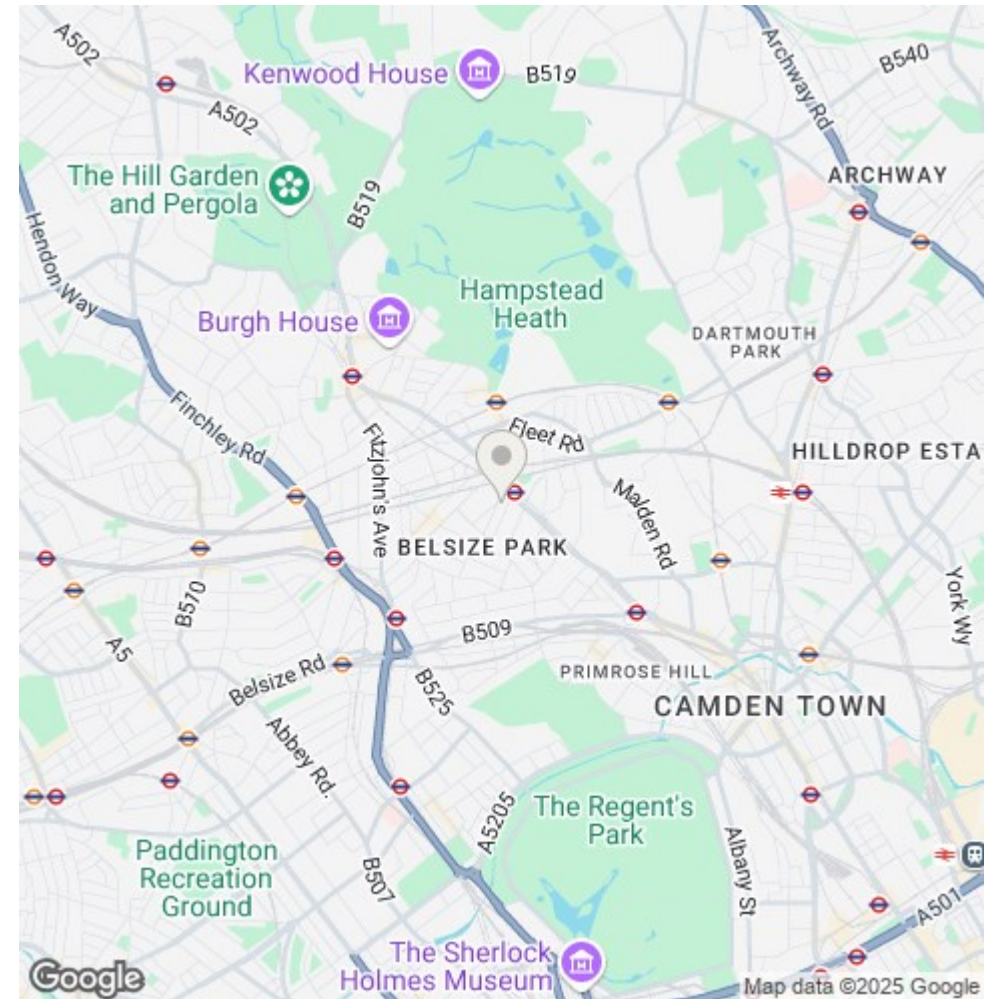 A502
Kenwood House
B519
B540
Archway Rd
A502
The Hill Garden
and Pergola
B519
ARCHWAY
Hendon Way
Hampstead
Heath
Burgh House
DARTMOUTH
PARK
Finchley Rd
Fitzjohn's Ave
Fleet Rd
HILLDROP ESTA
Malden Rd
BELSIZE PARK
B510
York Wy
A5
B509
Belsize Rd
PRIMROSE HILL
B525
CAMDEN TOWN
Abbey Rd.
A5205
The Regent's
Park
Albany St
Paddington
Recreation
Ground
B507
A501
The Sherlock
Holmes Museum
Google
Map data ©2025 Google